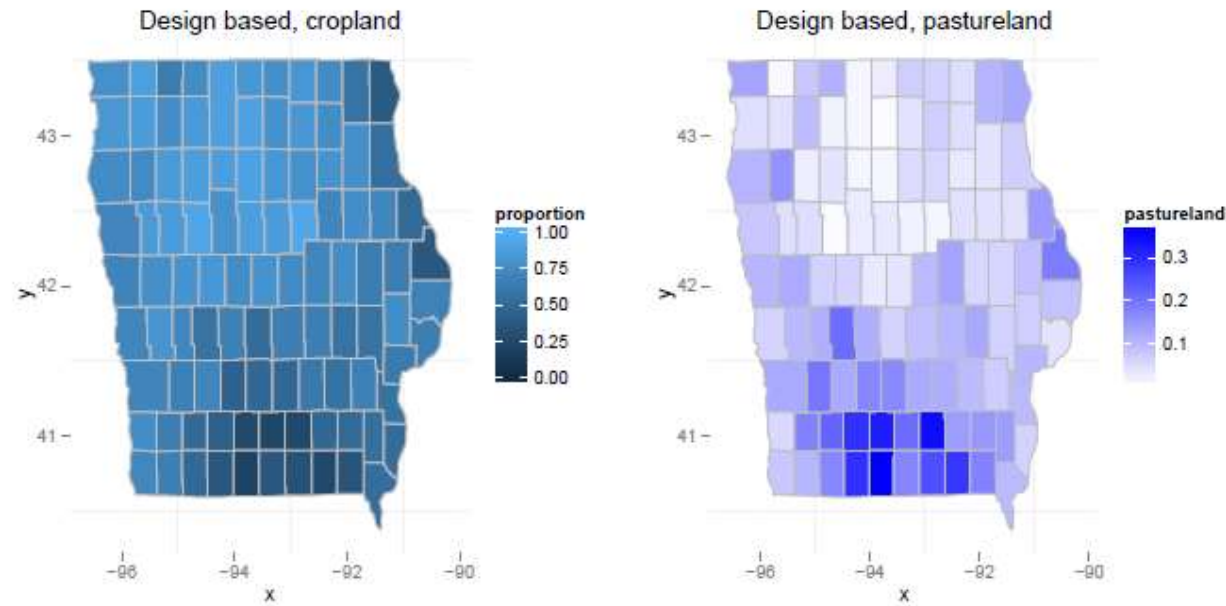 Design based, cropland
43
42
41
y
−96
−94
−92
−90
x
proportion
1.00
0.75
0.50
0.25
0.00
Design based, pastureland
43
42
41
y
−96
−94
−92
−90
x
pastureland
0.3
0.2
0.1